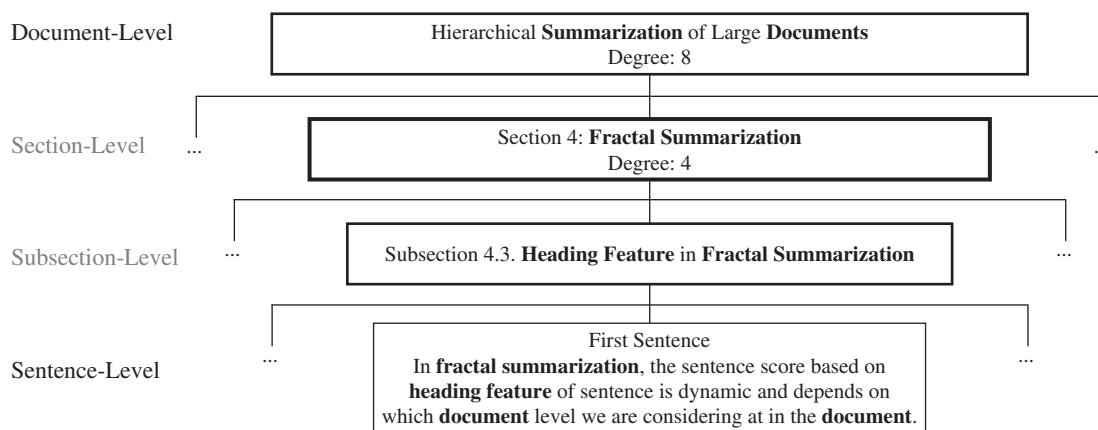 Document-Level
Hierarchical Summarization of Large Documents
Degree: 8
Section-Level
...
Section 4: Fractal Summarization
Degree: 4
...
Subsection-Level
...
Subsection 4.3. Heading Feature in Fractal Summarization
...
Sentence-Level
...
First Sentence
In fractal summarization, the sentence score based on
heading feature of sentence is dynamic and depends on
which document level we are considering at in the document.
...